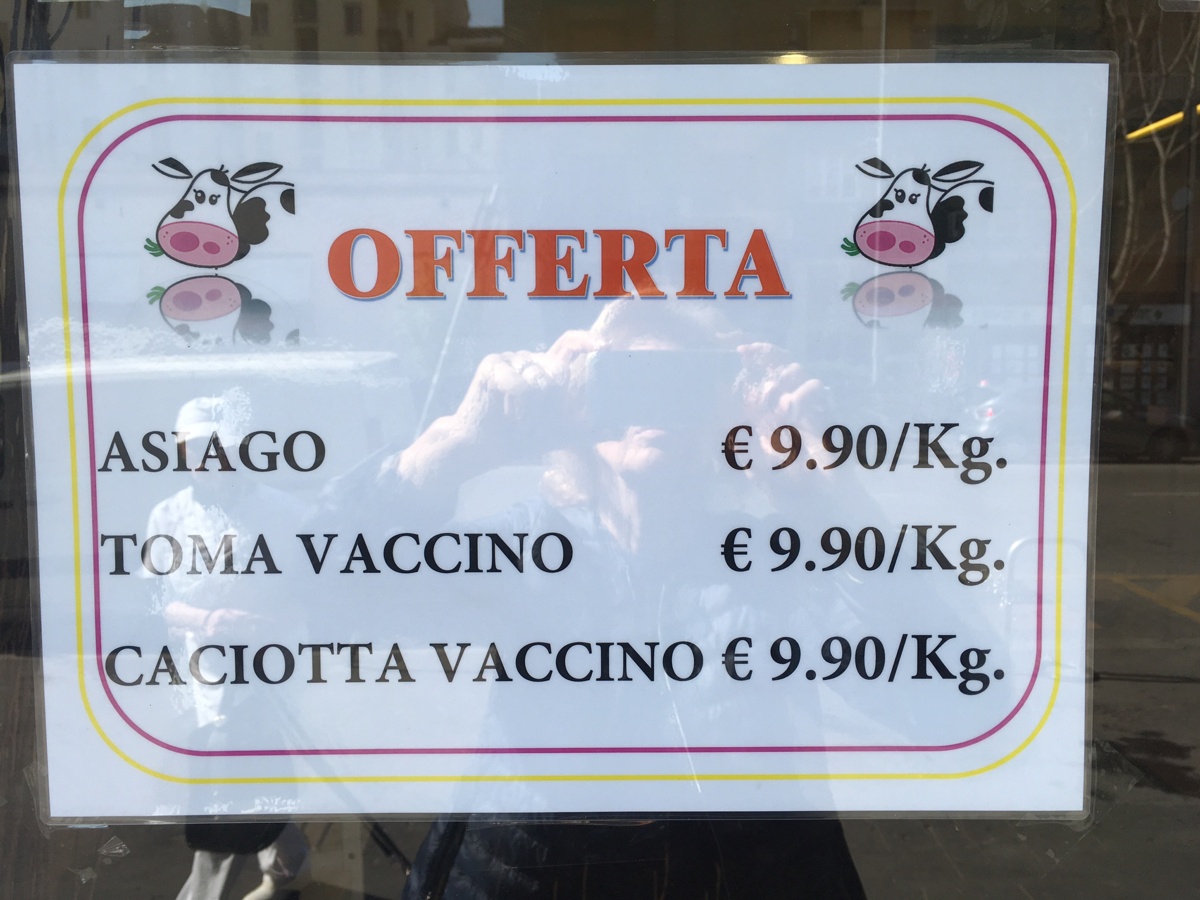 OFFERTA
ASIAGO € 9.90/Kg.
TOMA VACCINO € 9.90/Kg.
CACIOTTA VACCINO € 9.90/Kg.